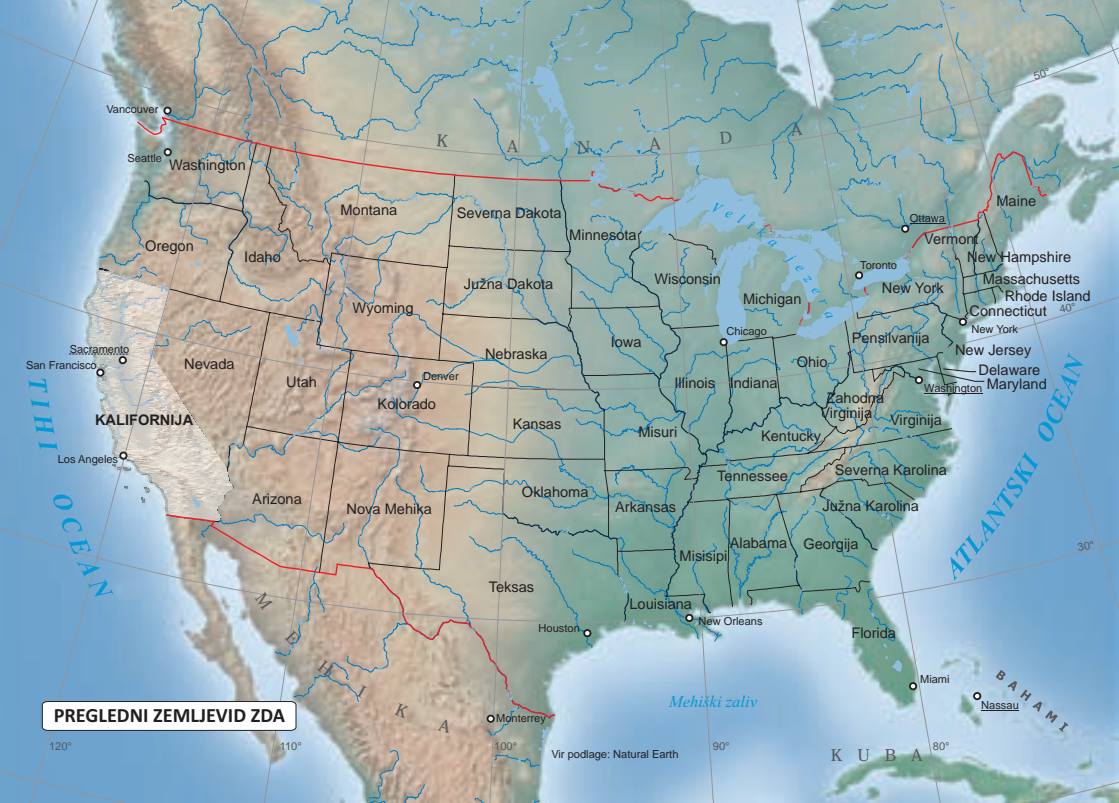 50°
Vancouver
K A N A D A
Seattle
Washington
Montana
Severna Dakota
Minnesota
Velika jezera
Ottawa
Maine
Vermont
Oregon
Idaho
New Hampshire
Toronto
Massachusetts
Južna Dakota
Wisconsin
New York
Rhode Island
Michigan
40°
Wyoming
Connecticut
New York
Chicago
Pensilvanija
Iowa
Sacramento
Nebraska
New Jersey
San Francisco
Nevada
Ohio
Delaware
Utah
Denver
Illinois
Indiana
Washington
Maryland
Kolorado
Zahodna
Virginija
KALIFORNIJA
Kansas
Misuri
Kentucky
Virginija
TIHI OCEAN
ATLANTSKI OCEAN
Los Angeles
Tennessee
Severna Karolina
Arizona
Oklahoma
Nova Mehika
Arkansas
Južna Karolina
Alabama
Georgija
30°
Misisipi
Teksas
Louisiana
M E H I K A
Houston
New Orleans
Florida
Miami
BAHAMI
Mehiški zaliv
Nassau
PREGLEDNI ZEMLJEVID ZDA
Monterrey
120°
110°
100°
90°
80°
Vir podlage: Natural Earth
K U B A